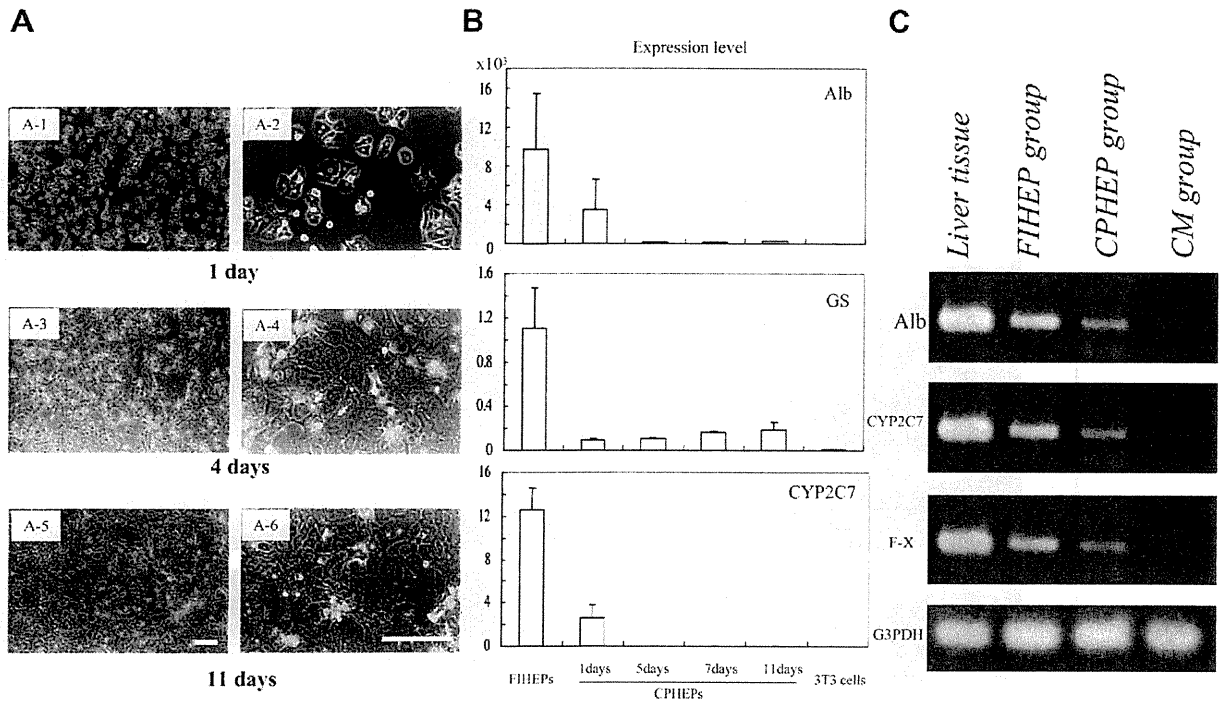 A
A-1
A-2
1 day
A-3
A-4
4 days
A-5
A-6
11 days
B
Expression level
x10³
Alb
16
12
8
4
0
GS
1.6
1.2
0.8
0.4
0
CYP2C7
16
12
8
4
0
FIHEPs
1days
5days
7days
11days
3T3 cells
CPHEPs
C
Liver tissue
FIHEP group
CPHEP group
CM group
Alb
CYP2C7
F-X
G3PDH